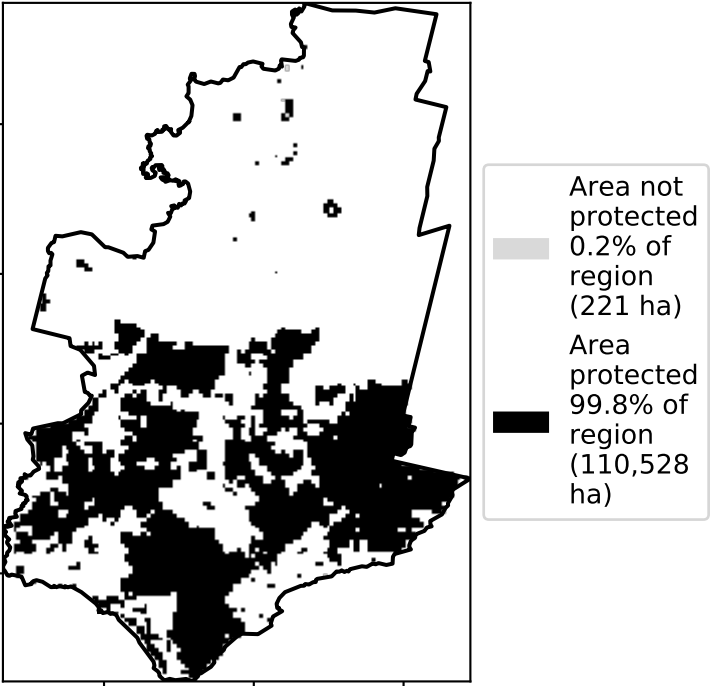 Area not
protected
0.2% of
region
(221 ha)
Area
protected
99.8% of
region
(110,528
ha)